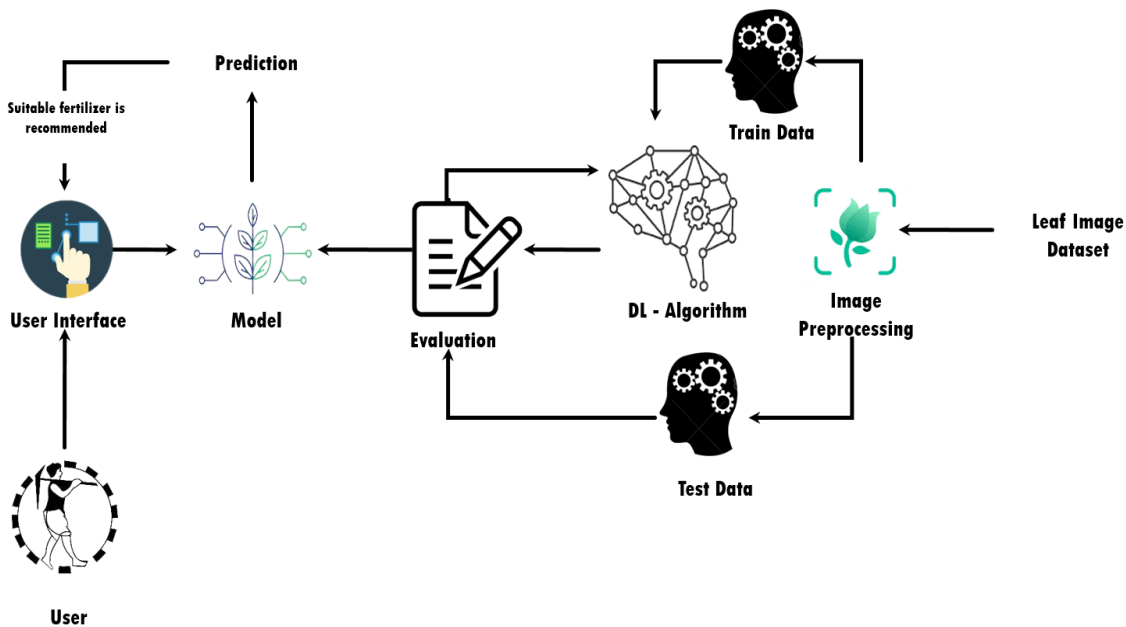 Prediction
Suitable fertilizer is
recommended
Train Data
Leaf Image
Dataset
User Interface
Model
Evaluation
DL - Algorithm
Image
Preprocessing
Test Data
User